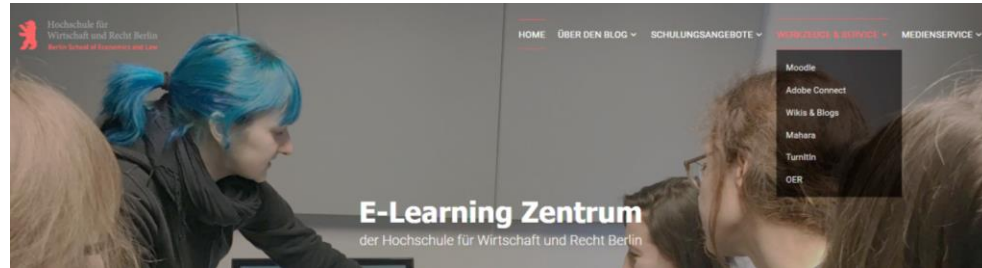 Hochschule für
Wirtschaft und Recht Berlin
Berlin School of Economics and Law
HOME ÜBER DEN BLOG SCHULUNGSANGEBOTE WERKZEUGE & SERVICE MEDIENSERVICE
Moodle
Adobe Connect
Wikis & Blogs
Mahara
TurnItIn
OER
E-Learning Zentrum
der Hochschule für Wirtschaft und Recht Berlin